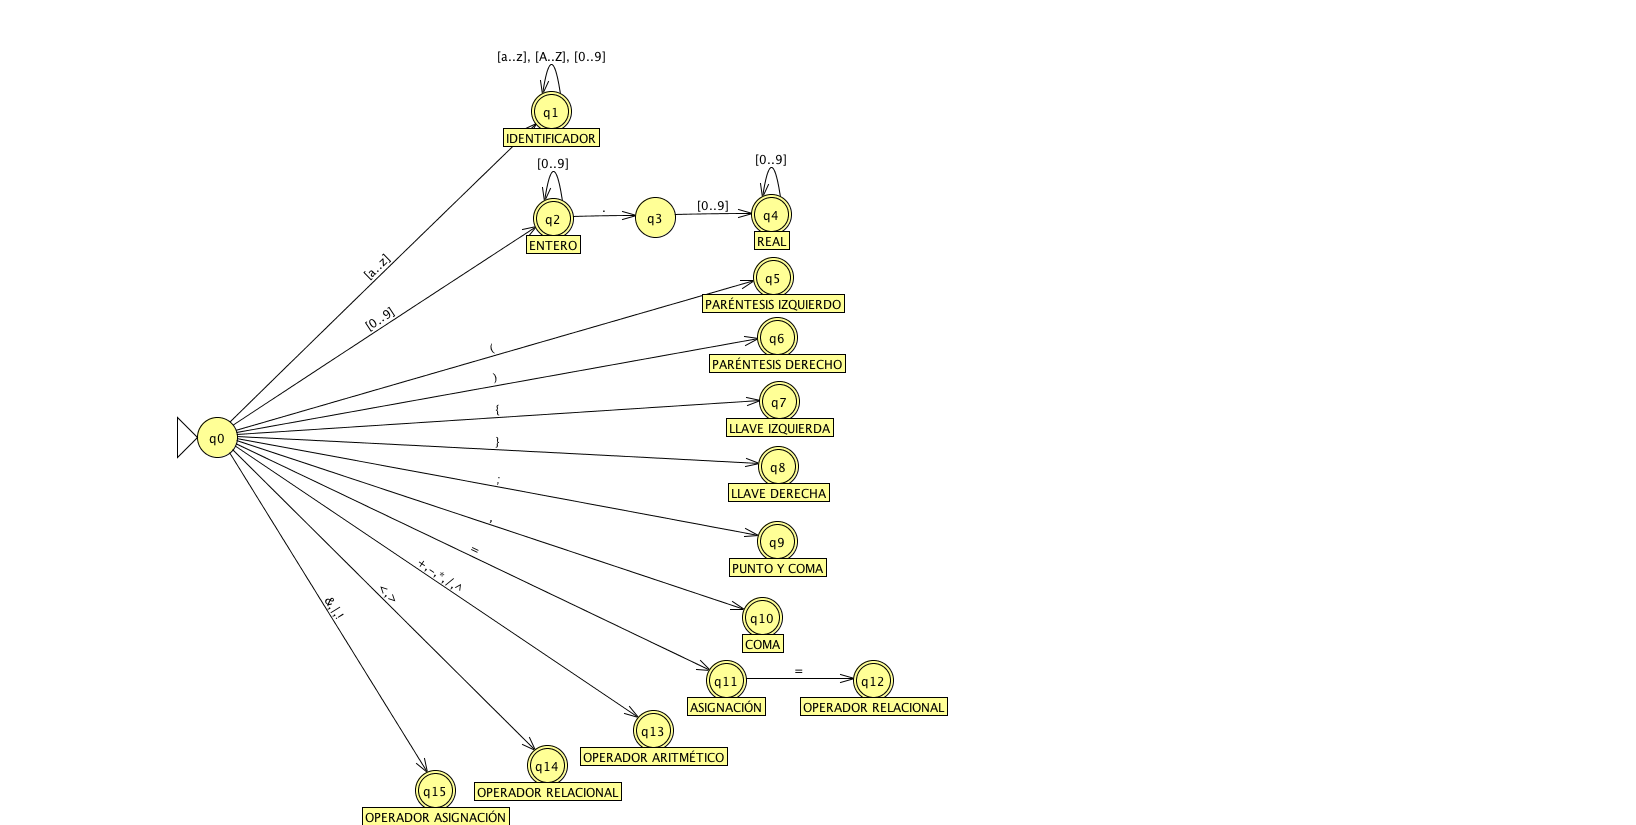 [a..z], [A..Z], [0..9]
q1
IDENTIFICADOR
[0..9]
[0..9]
q2
.
q3
[0..9]
q4
ENTERO
REAL
[a..z]
[0..9]
q5
PARÉNTESIS IZQUIERDO
(
q6
PARÉNTESIS DERECHO
)
q7
LLAVE IZQUIERDA
{
q0
}
q8
LLAVE DERECHA
;
q9
PUNTO Y COMA
,
q10
COMA
=
q11
=
q12
ASIGNACIÓN
OPERADOR RELACIONAL
+,-,*,/,^
q13
OPERADOR ARITMÉTICO
<,>
q14
OPERADOR RELACIONAL
&,|,!
q15
OPERADOR ASIGNACIÓN